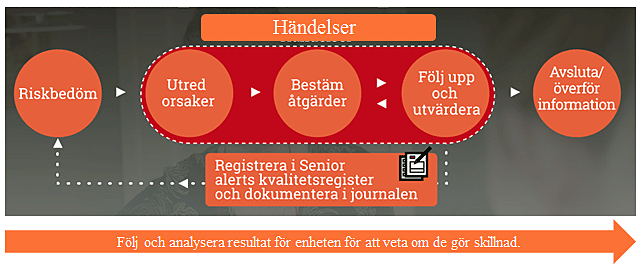 Händelser
Riskbedöm
Utred
orsaker
Bestäm
åtgärder
Följ upp
och
utvärdera
Avsluta/
överför
information
Registrera i Senior
alerts kvalitetsregister
och dokumentera i journalen
Följ och analysera resultat för enheten för att veta om de gör skillnad.